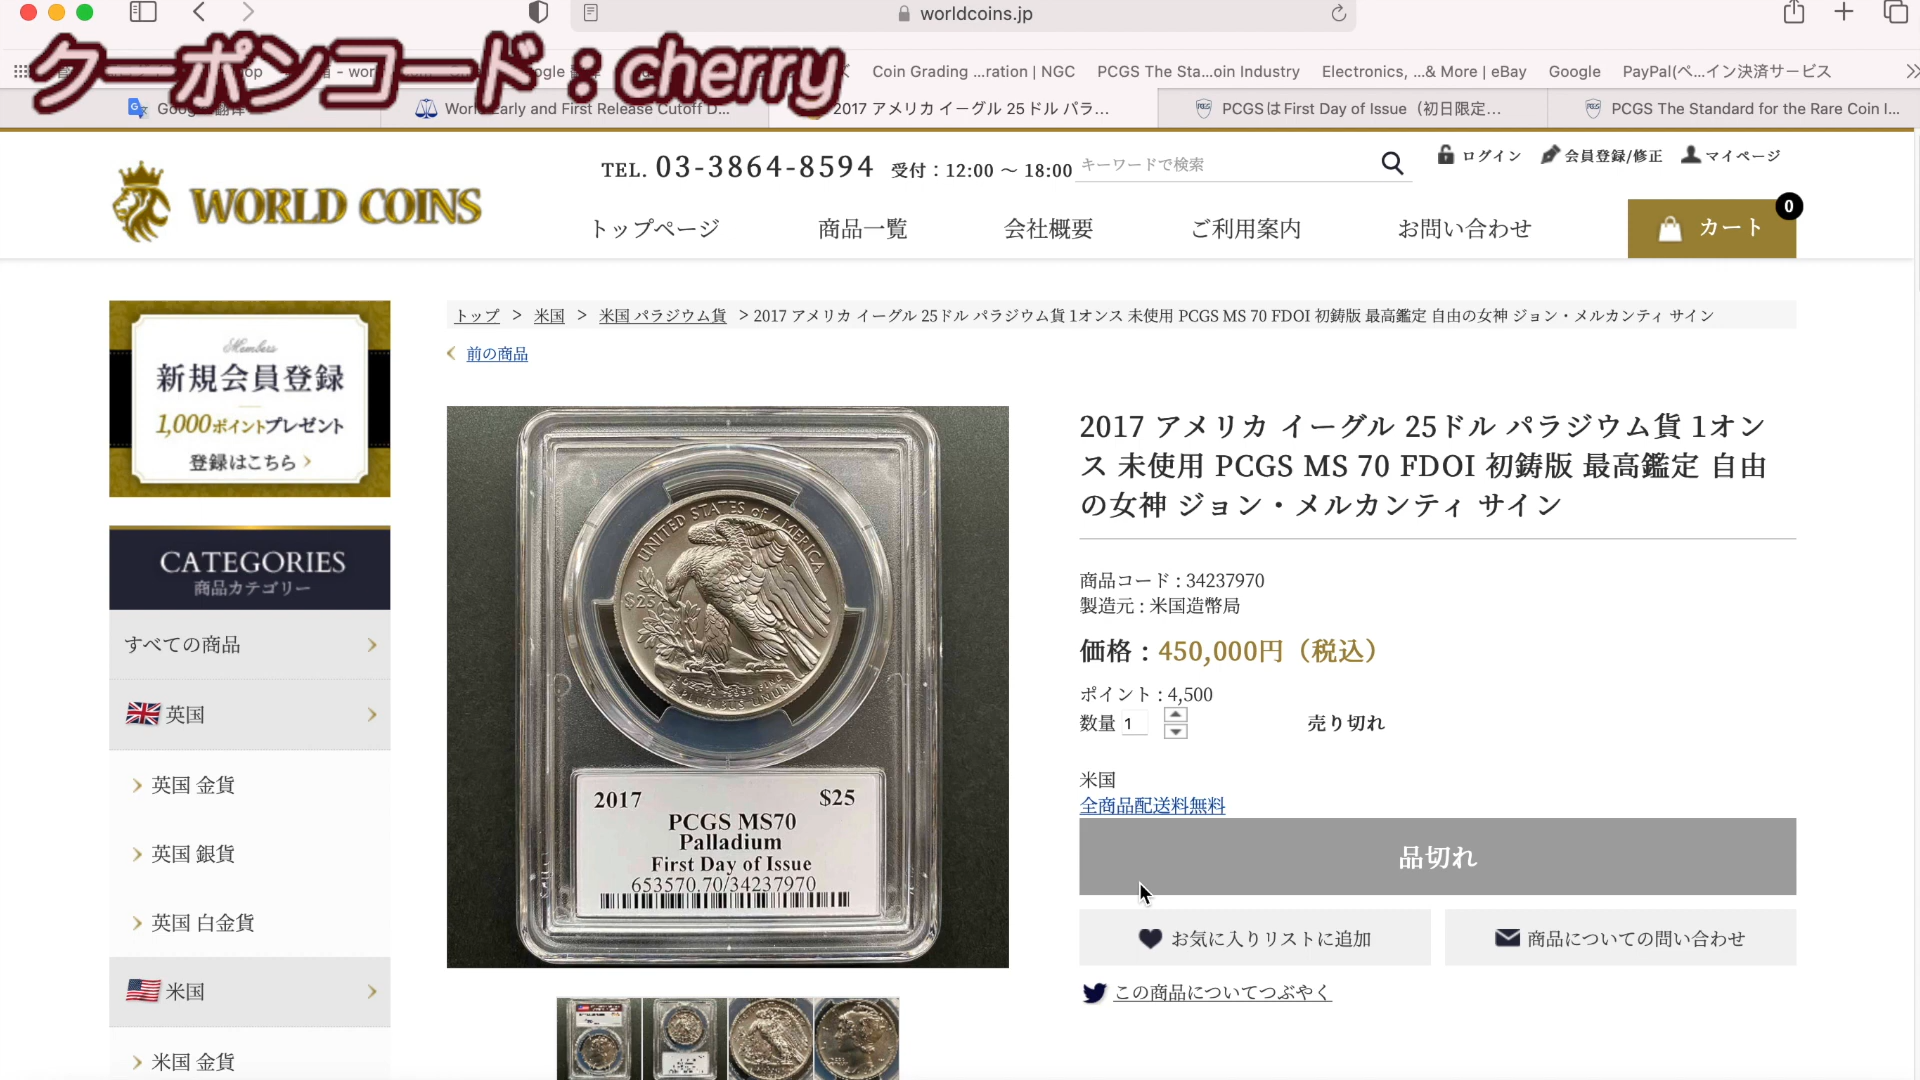 worldcoins.jp
クーポンコード：cherry
Coin Grading ...ration | NGC
PCGS The Sta...oin Industry
Electronics, ...& More | eBay
Google
PayPal(ペ...イン決済サービス
World Early and First Release Cutoff D...
2017 アメリカ イーグル 25ドル パラ...
PCGSはFirst Day of Issue（初日限定...
PCGS The Standard for the Rare Coin I...
WORLD COINS
TEL. 03-3864-8594 受付：12:00 ～ 18:00
キーワードで検索
ログイン
会員登録/修正
マイページ
トップページ
商品一覧
会社概要
ご利用案内
お問い合わせ
カート
0
Members
新規会員登録
1,000ポイントプレゼント
登録はこちら
CATEGORIES
商品カテゴリー
すべての商品
英国
英国 金貨
英国 銀貨
英国 白金貨
米国
米国 金貨
トップ > 米国 > 米国 パラジウム貨 > 2017 アメリカ イーグル 25ドル パラジウム貨 1オンス 未使用 PCGS MS 70 FDOI 初鋳版 最高鑑定 自由の女神 ジョン・メルカンティ サイン
前の商品
UNITED STATES of AMERICA
$25
E PLURIBUS UNUM
2017 $25
PCGS MS70
Palladium
First Day of Issue
653570.70/34237970
2017 アメリカ イーグル 25ドル パラジウム貨 1オン
ス 未使用 PCGS MS 70 FDOI 初鋳版 最高鑑定 自由
の女神 ジョン・メルカンティ サイン
商品コード : 34237970
製造元 : 米国造幣局
価格 : 450,000円（税込）
ポイント : 4,500
数量 1
売り切れ
米国
全商品配送料無料
品切れ
お気に入りリストに追加
商品についての問い合わせ
この商品についてつぶやく